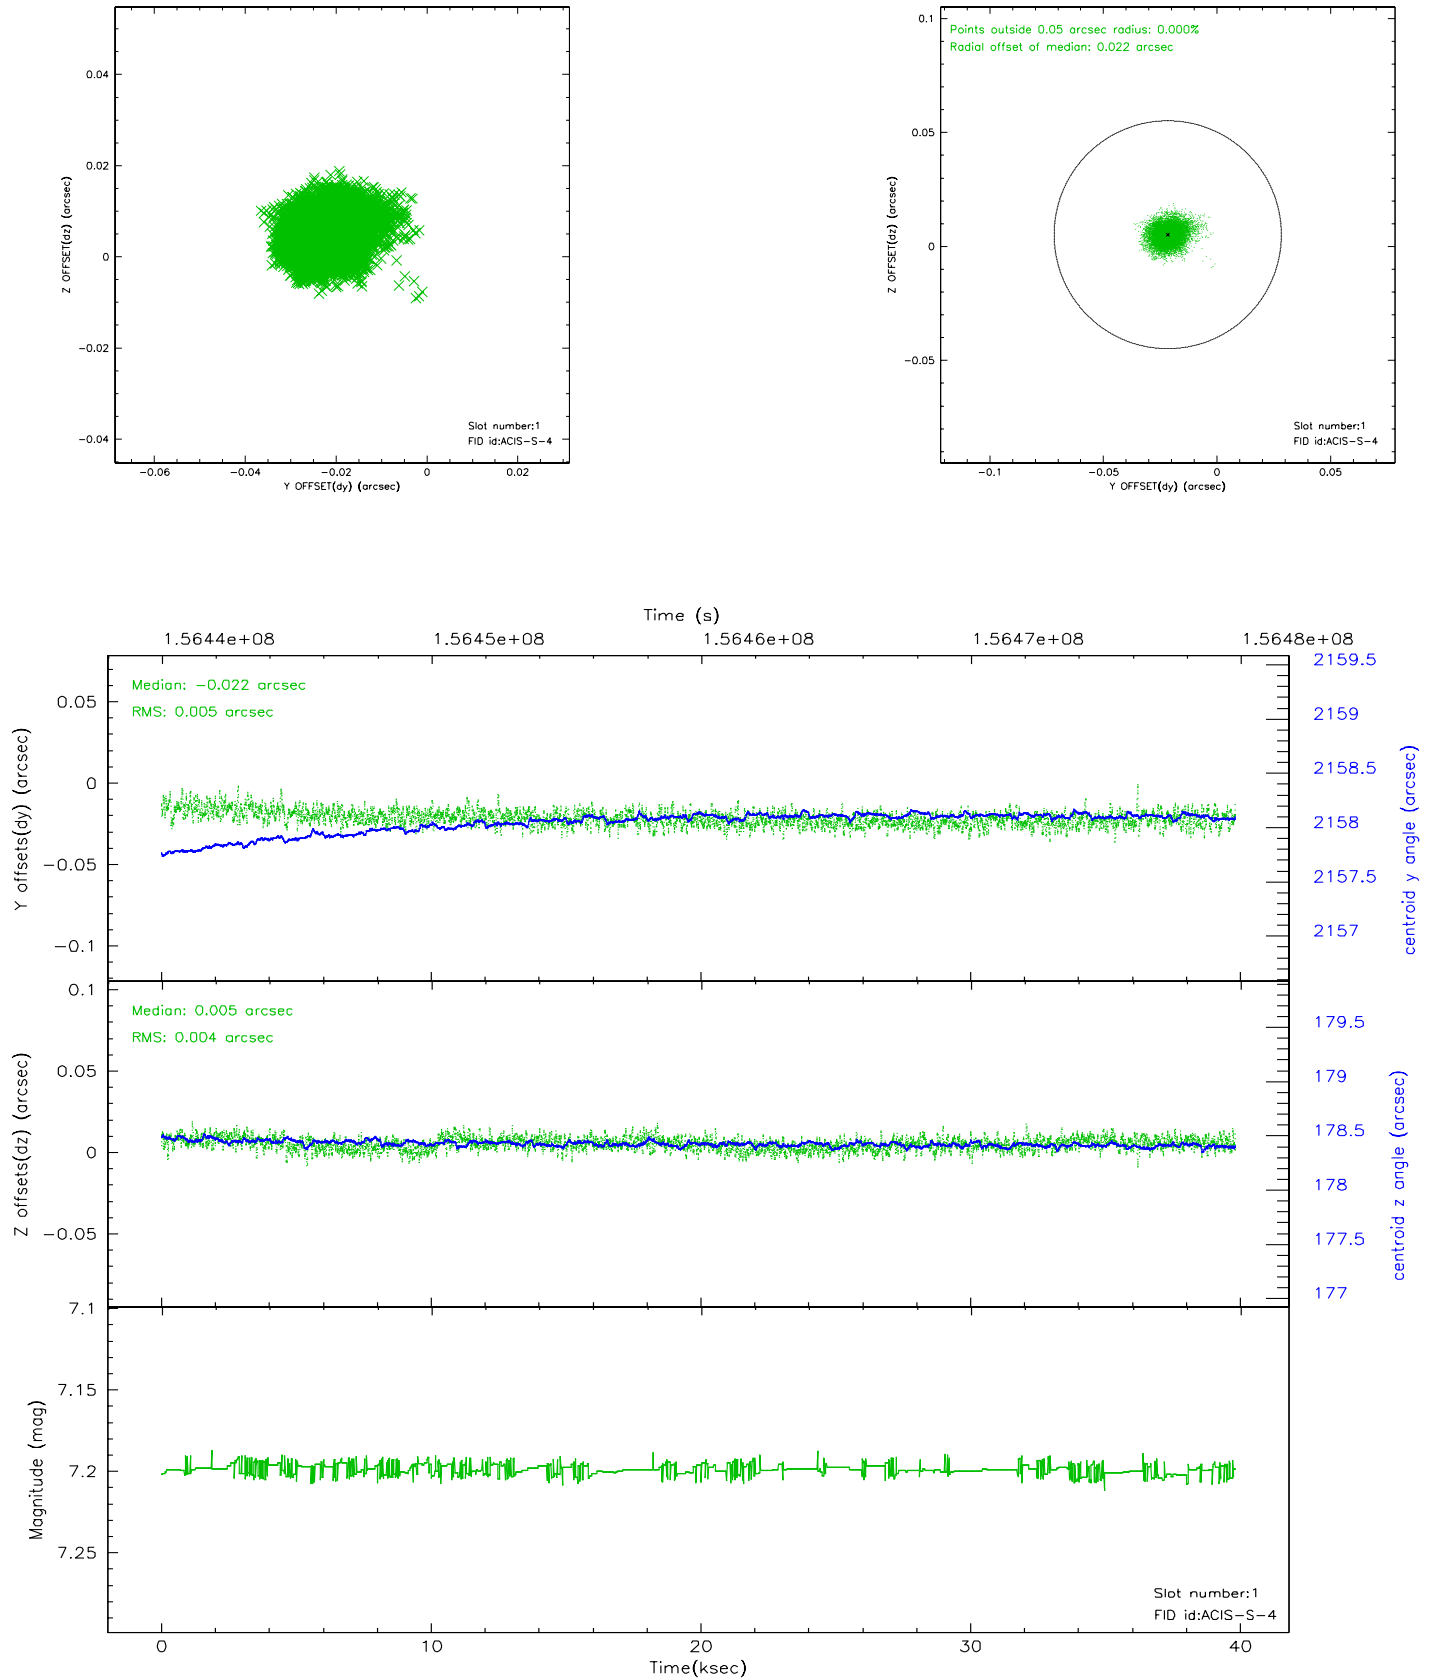 0.04
0.02
0
−0.02
−0.04
Z OFFSET(dz) (arcsec)
Slot number:1
FID id:ACIS−S−4
−0.06
−0.04
−0.02
0
0.02
Y OFFSET(dy) (arcsec)
0.1
0.05
0
−0.05
Z OFFSET(dz) (arcsec)
Points outside 0.05 arcsec radius: 0.000%
Radial offset of median: 0.022 arcsec
Slot number:1
FID id:ACIS−S−4
−0.1
−0.05
0
0.05
Y OFFSET(dy) (arcsec)
Time (s)
1.5644e+08
1.5645e+08
1.5646e+08
1.5647e+08
1.5648e+08
Median: −0.022 arcsec
RMS: 0.005 arcsec
0.05
0
−0.05
−0.1
Y offsets(dy) (arcsec)
2159.5
2159
2158.5
2158
2157.5
2157
centroid y angle (arcsec)
Median: 0.005 arcsec
RMS: 0.004 arcsec
0.1
0.05
0
−0.05
Z offsets(dz) (arcsec)
179.5
179
178.5
178
177.5
177
centroid z angle (arcsec)
7.1
7.15
7.2
7.25
Magnitude (mag)
Slot number:1
FID id:ACIS−S−4
0
10
20
30
40
Time(ksec)